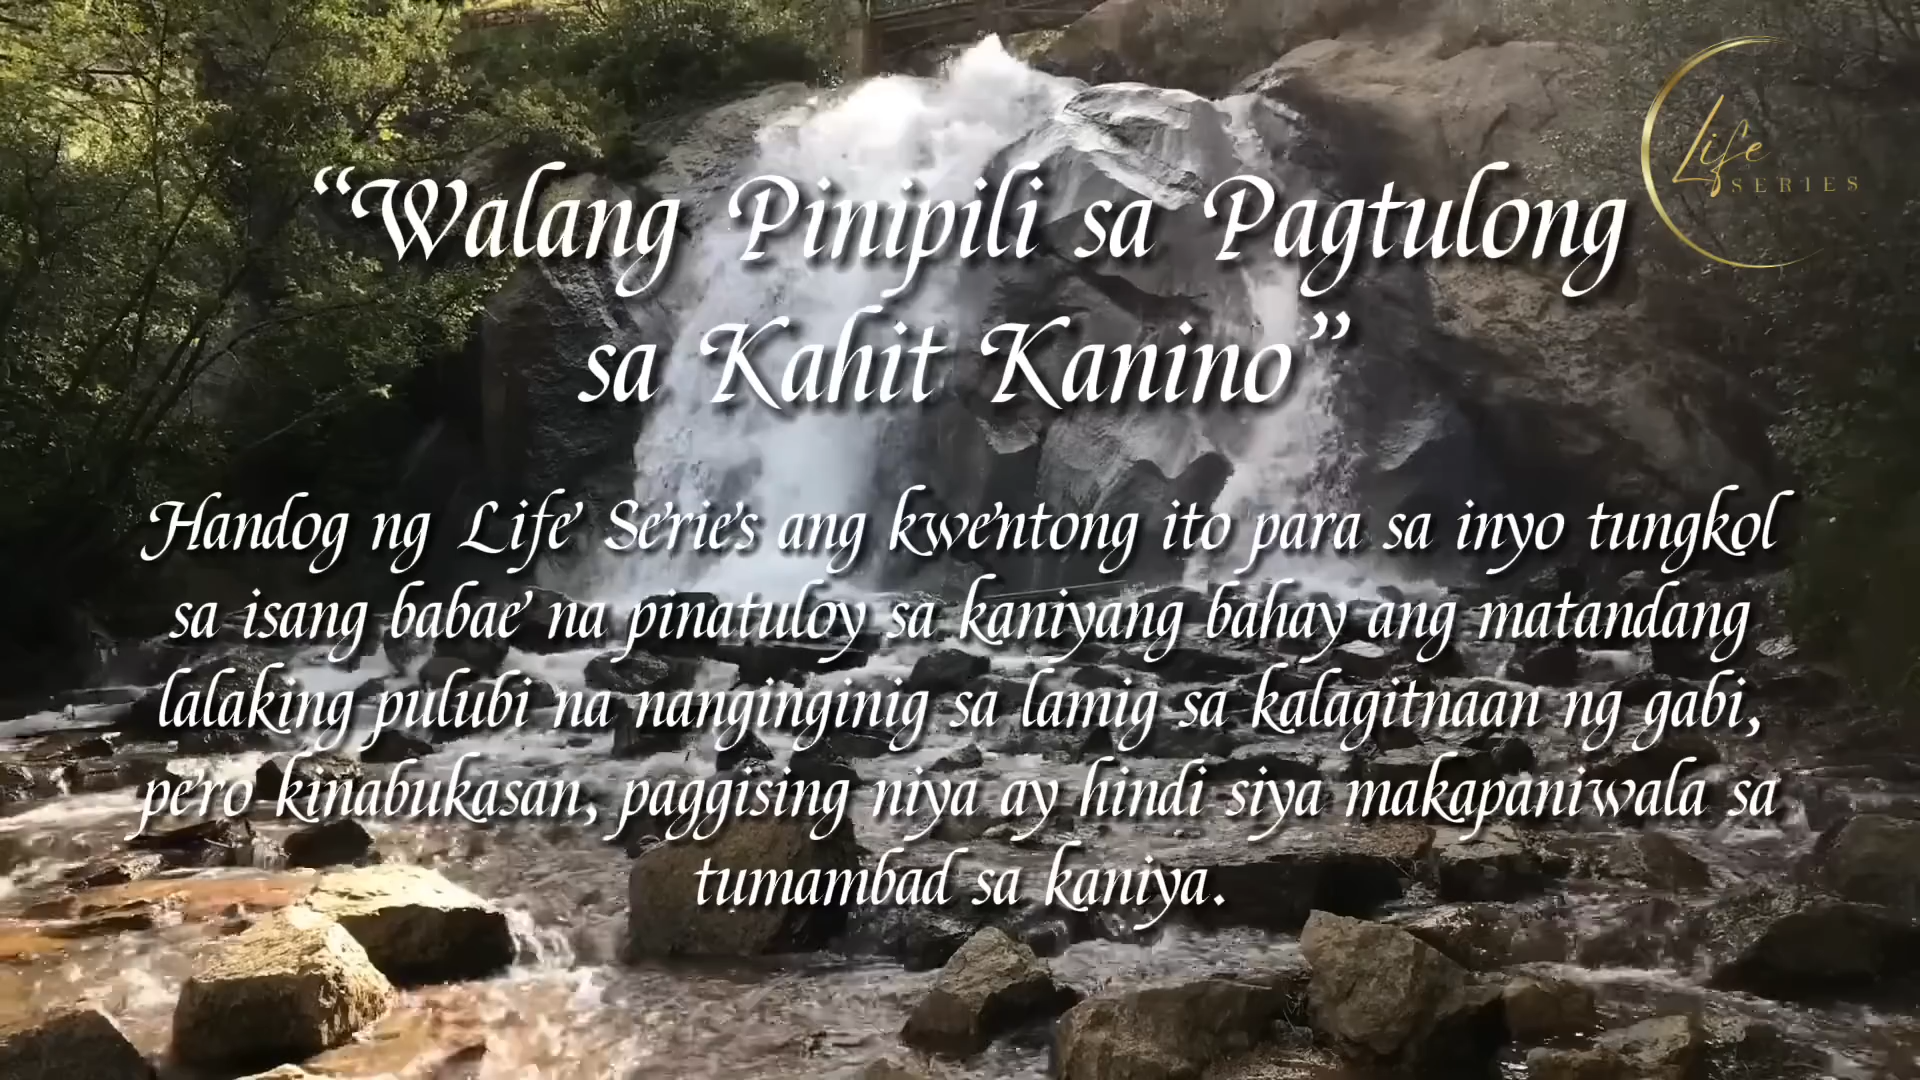 “Walang Pinipili sa Pagtulong
sa Kahit Kanino”
Life
SERIES
Handog ng Life Series ang kwentong ito para sa inyo tungkol
sa isang babae na pinatuloy sa kaniyang bahay ang matandang
lalaking pulubi na nanginginig sa lamig sa kalagitnaan ng gabi,
pero kinabukasan, paggising niya ay hindi siya makapaniwala sa
tumambad sa kaniya.